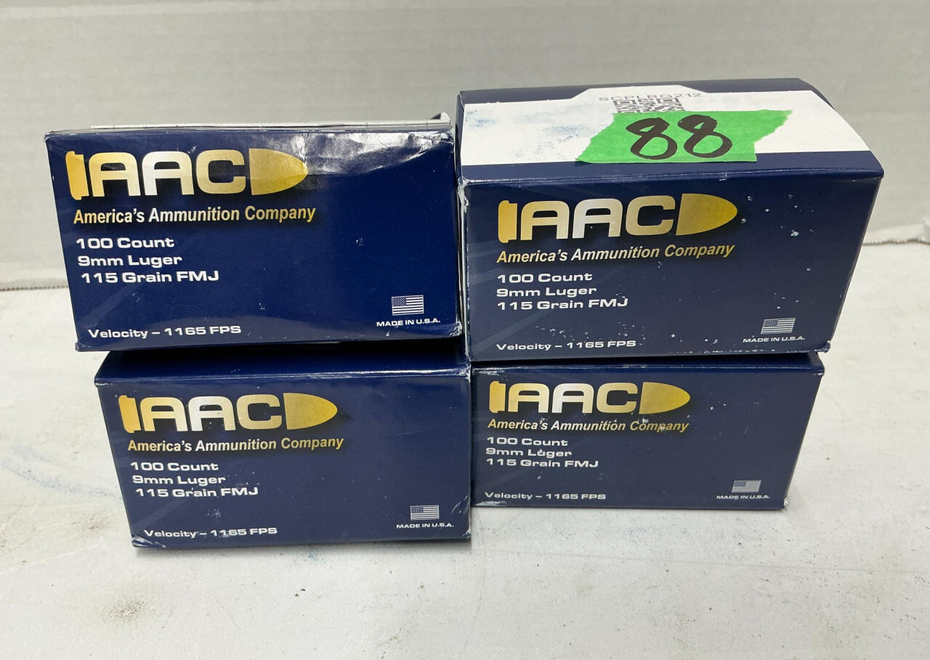 AAC
America's Ammunition Company
100 Count
9mm Luger
115 Grain FMJ
Velocity – 1165 FPS
MADE IN U.S.A.
88
AAC
America's Ammunition Company
100 Count
9mm Luger
115 Grain FMJ
Velocity – 1165 FPS
MADE IN U.S.A.
AAC
America's Ammunition Company
100 Count
9mm Luger
115 Grain FMJ
Velocity – 1165 FPS
MADE IN U.S.A.
AAC
America's Ammunition Company
100 Count
9mm Luger
115 Grain FMJ
Velocity – 1165 FPS
MADE IN U.S.A.